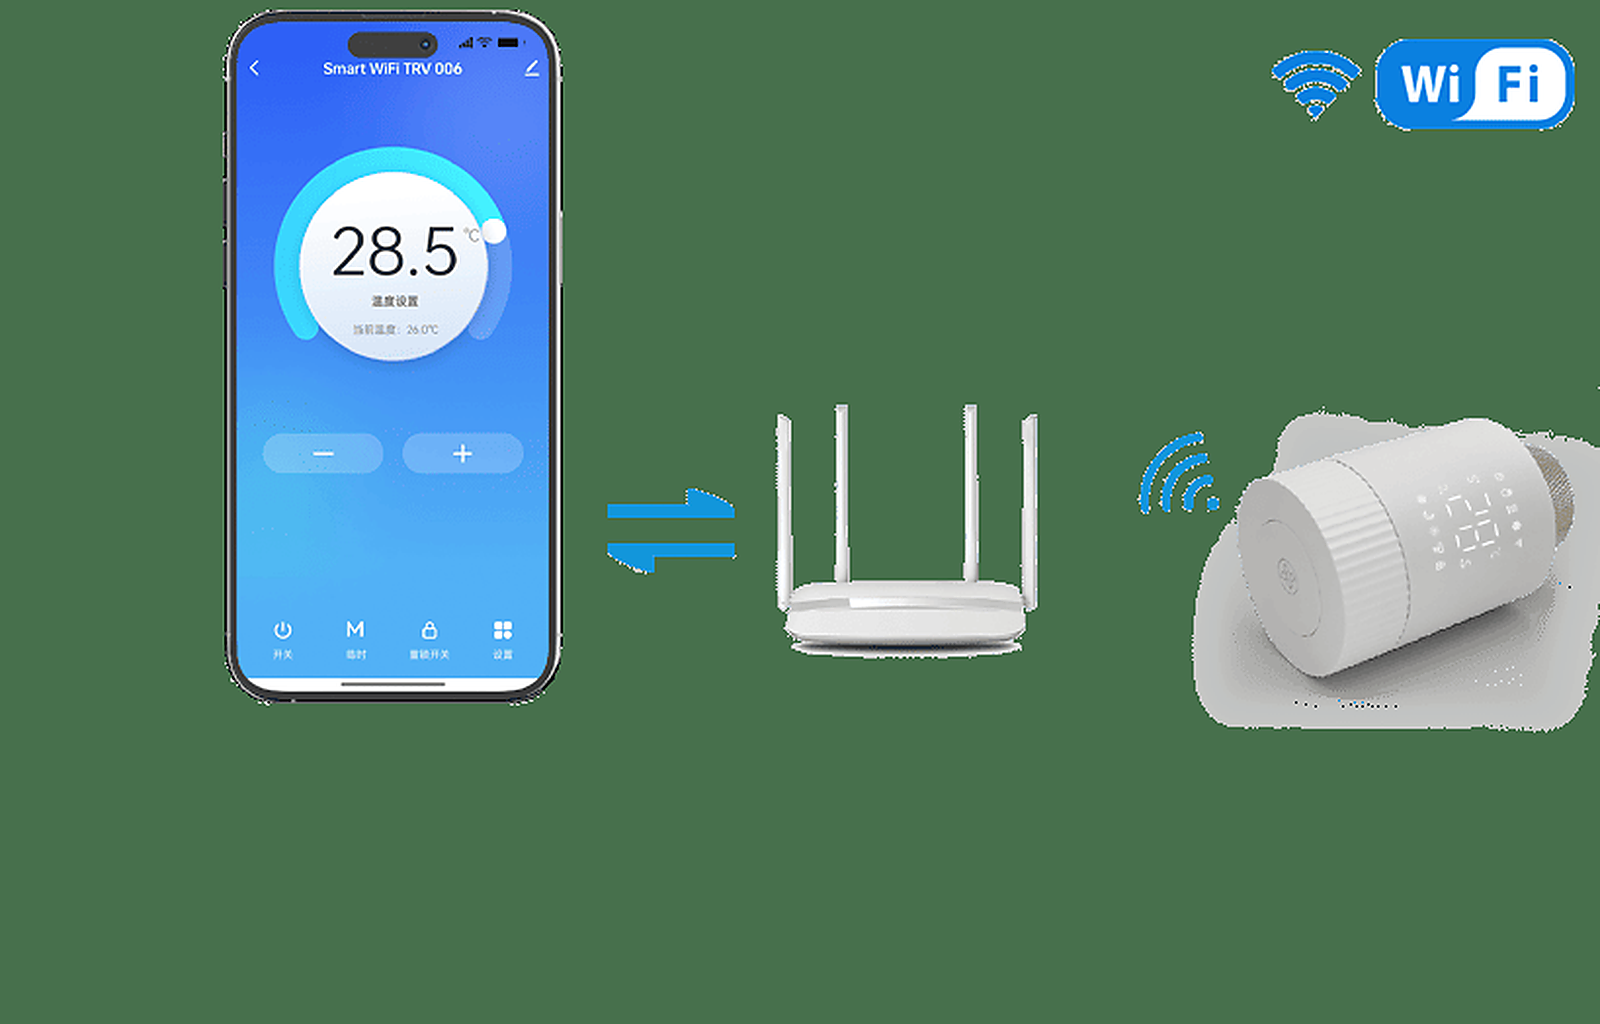 Smart WiFi TRV 006
Wi Fi
28.5 ℃
温度设置
当前温度：26.0℃
− +
M
开关 临时 童锁开关 设置
88